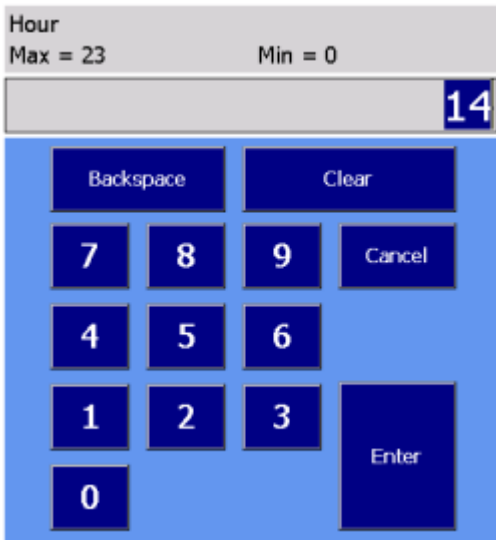 Hour
Max = 23 Min = 0
14
Backspace Clear
7 8 9 Cancel
4 5 6
1 2 3
Enter
0